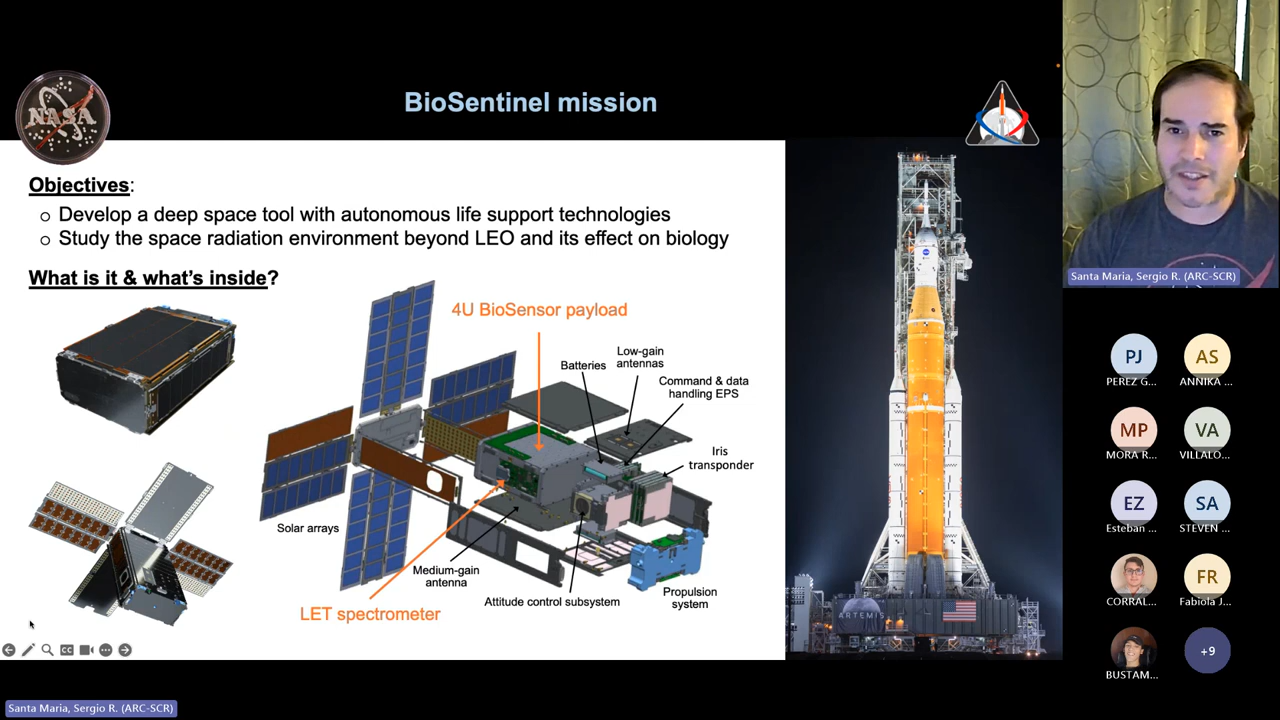 NASA
BioSentinel mission
Objectives:
o Develop a deep space tool with autonomous life support technologies
o Study the space radiation environment beyond LEO and its effect on biology
What is it & what's inside?
4U BioSensor payload
Batteries
Low-gain
antennas
Command & data
handling EPS
Iris
transponder
Solar arrays
Medium-gain
antenna
Attitude control subsystem
Propulsion
system
LET spectrometer
ARTEMIS
Santa Maria, Sergio R. (ARC-SCR)
PJ
PEREZ G...
AS
ANNIKA ...
MP
MORA R...
VA
VILLALO...
EZ
Esteban ...
SA
STEVEN ...
CORRAL...
FR
Fabiola J...
BUSTAM...
+9
CC
Santa Maria, Sergio R. (ARC-SCR)